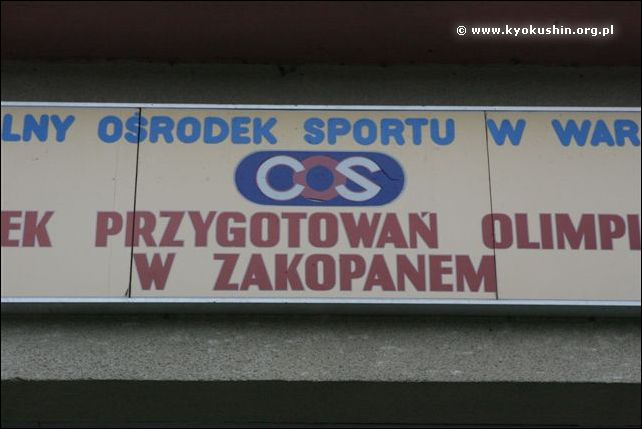 © www.kyokushin.org.pl
LNY OŚRODEK SPORTU W WAR
COS
EK PRZYGOTOWAŃ OLIMPI
W ZAKOPANEM